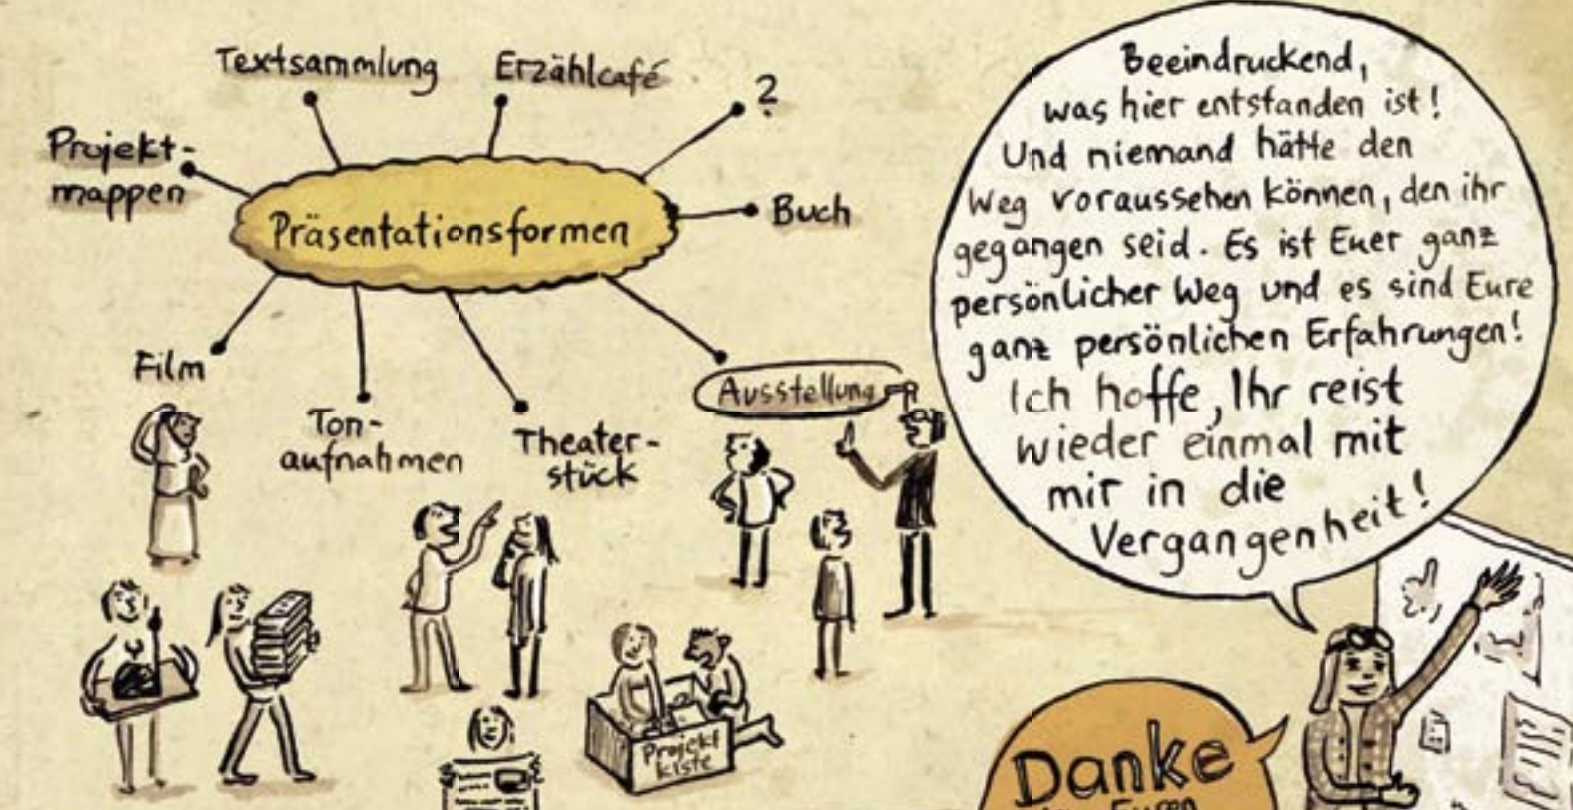 Textsammlung
Erzählcafé
?
Projekt-
mappen
Präsentationsformen
Buch
Film
Ton-
aufnahmen
Theater-
stück
Ausstellung
Projekt
kiste
Beeindruckend,
was hier entstanden ist!
Und niemand hätte den
Weg voraussehen können, den ihr
gegangen seid. Es ist Euer ganz
persönlicher Weg und es sind Eure
ganz persönlichen Erfahrungen!
Ich hoffe, Ihr reist
wieder einmal mit
mir in die
Vergangenheit!
Danke
Euren